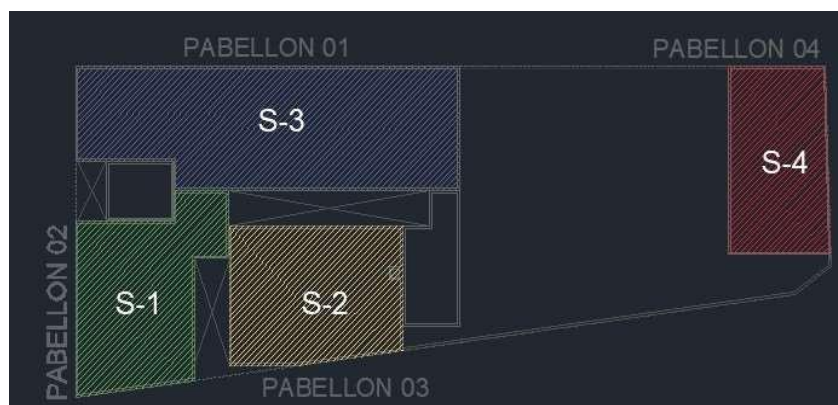 PABELLON 01
PABELLON 04
S-3
S-4
PABELLON 02
S-1
S-2
PABELLON 03